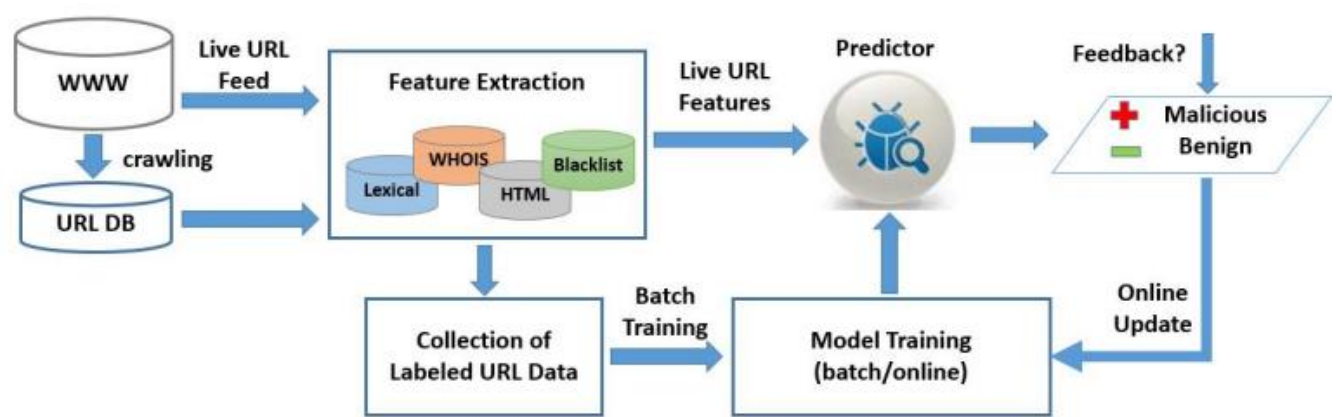 WWW
Live URL
Feed
crawling
URL DB
Feature Extraction
Lexical
WHOIS
HTML
Blacklist
Live URL
Features
Predictor
Feedback?
Malicious
Benign
Collection of
Labeled URL Data
Batch
Training
Model Training
(batch/online)
Online
Update